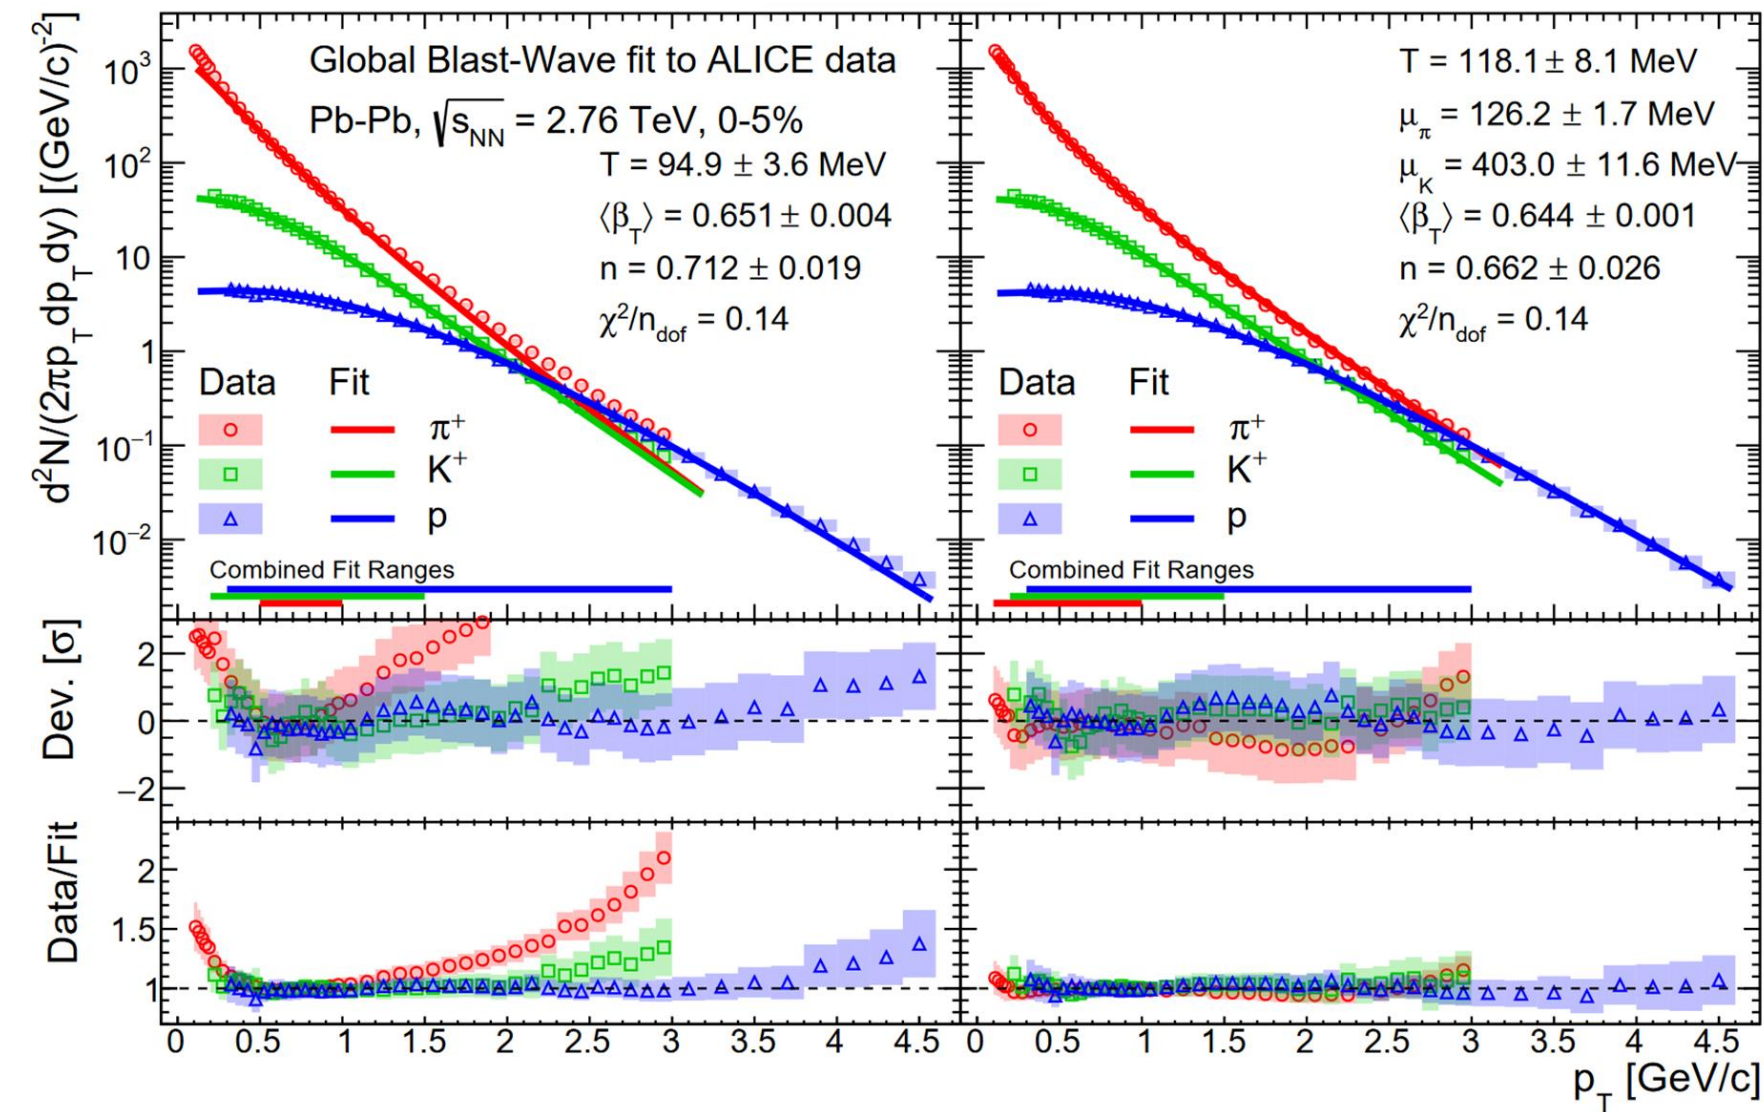 d²N/(2πp_T dp_T dy) [(GeV/c)⁻²]
10³
10²
10
1
10⁻¹
10⁻²
Global Blast-Wave fit to ALICE data
Pb-Pb, √s_NN = 2.76 TeV, 0-5%
T = 94.9 ± 3.6 MeV
⟨β_T⟩ = 0.651 ± 0.004
n = 0.712 ± 0.019
χ²/n_dof = 0.14
Data Fit
π⁺
K⁺
p
Combined Fit Ranges
T = 118.1 ± 8.1 MeV
μ_π = 126.2 ± 1.7 MeV
μ_K = 403.0 ± 11.6 MeV
⟨β_T⟩ = 0.644 ± 0.001
n = 0.662 ± 0.026
χ²/n_dof = 0.14
Data Fit
π⁺
K⁺
p
Combined Fit Ranges
Dev. [σ]
2
0
−2
Data/Fit
2
1.5
1
0 0.5 1 1.5 2 2.5 3 3.5 4 4.5
0 0.5 1 1.5 2 2.5 3 3.5 4 4.5
p_T [GeV/c]